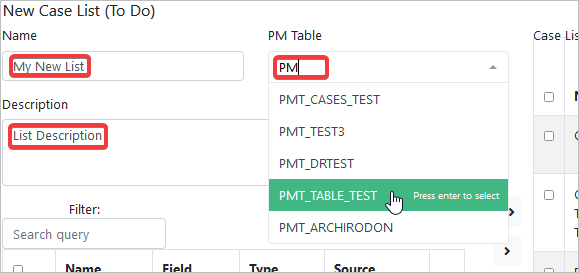 New Case List (To Do)
Name
PM Table
Case List
My New List
PM
PMT_CASES_TEST
PMT_TEST3
PMT_DRTEST
PMT_TABLE_TEST Press enter to select
PMT_ARCHIRODON
Description
List Description
Filter:
Search query
Name Field Type Source